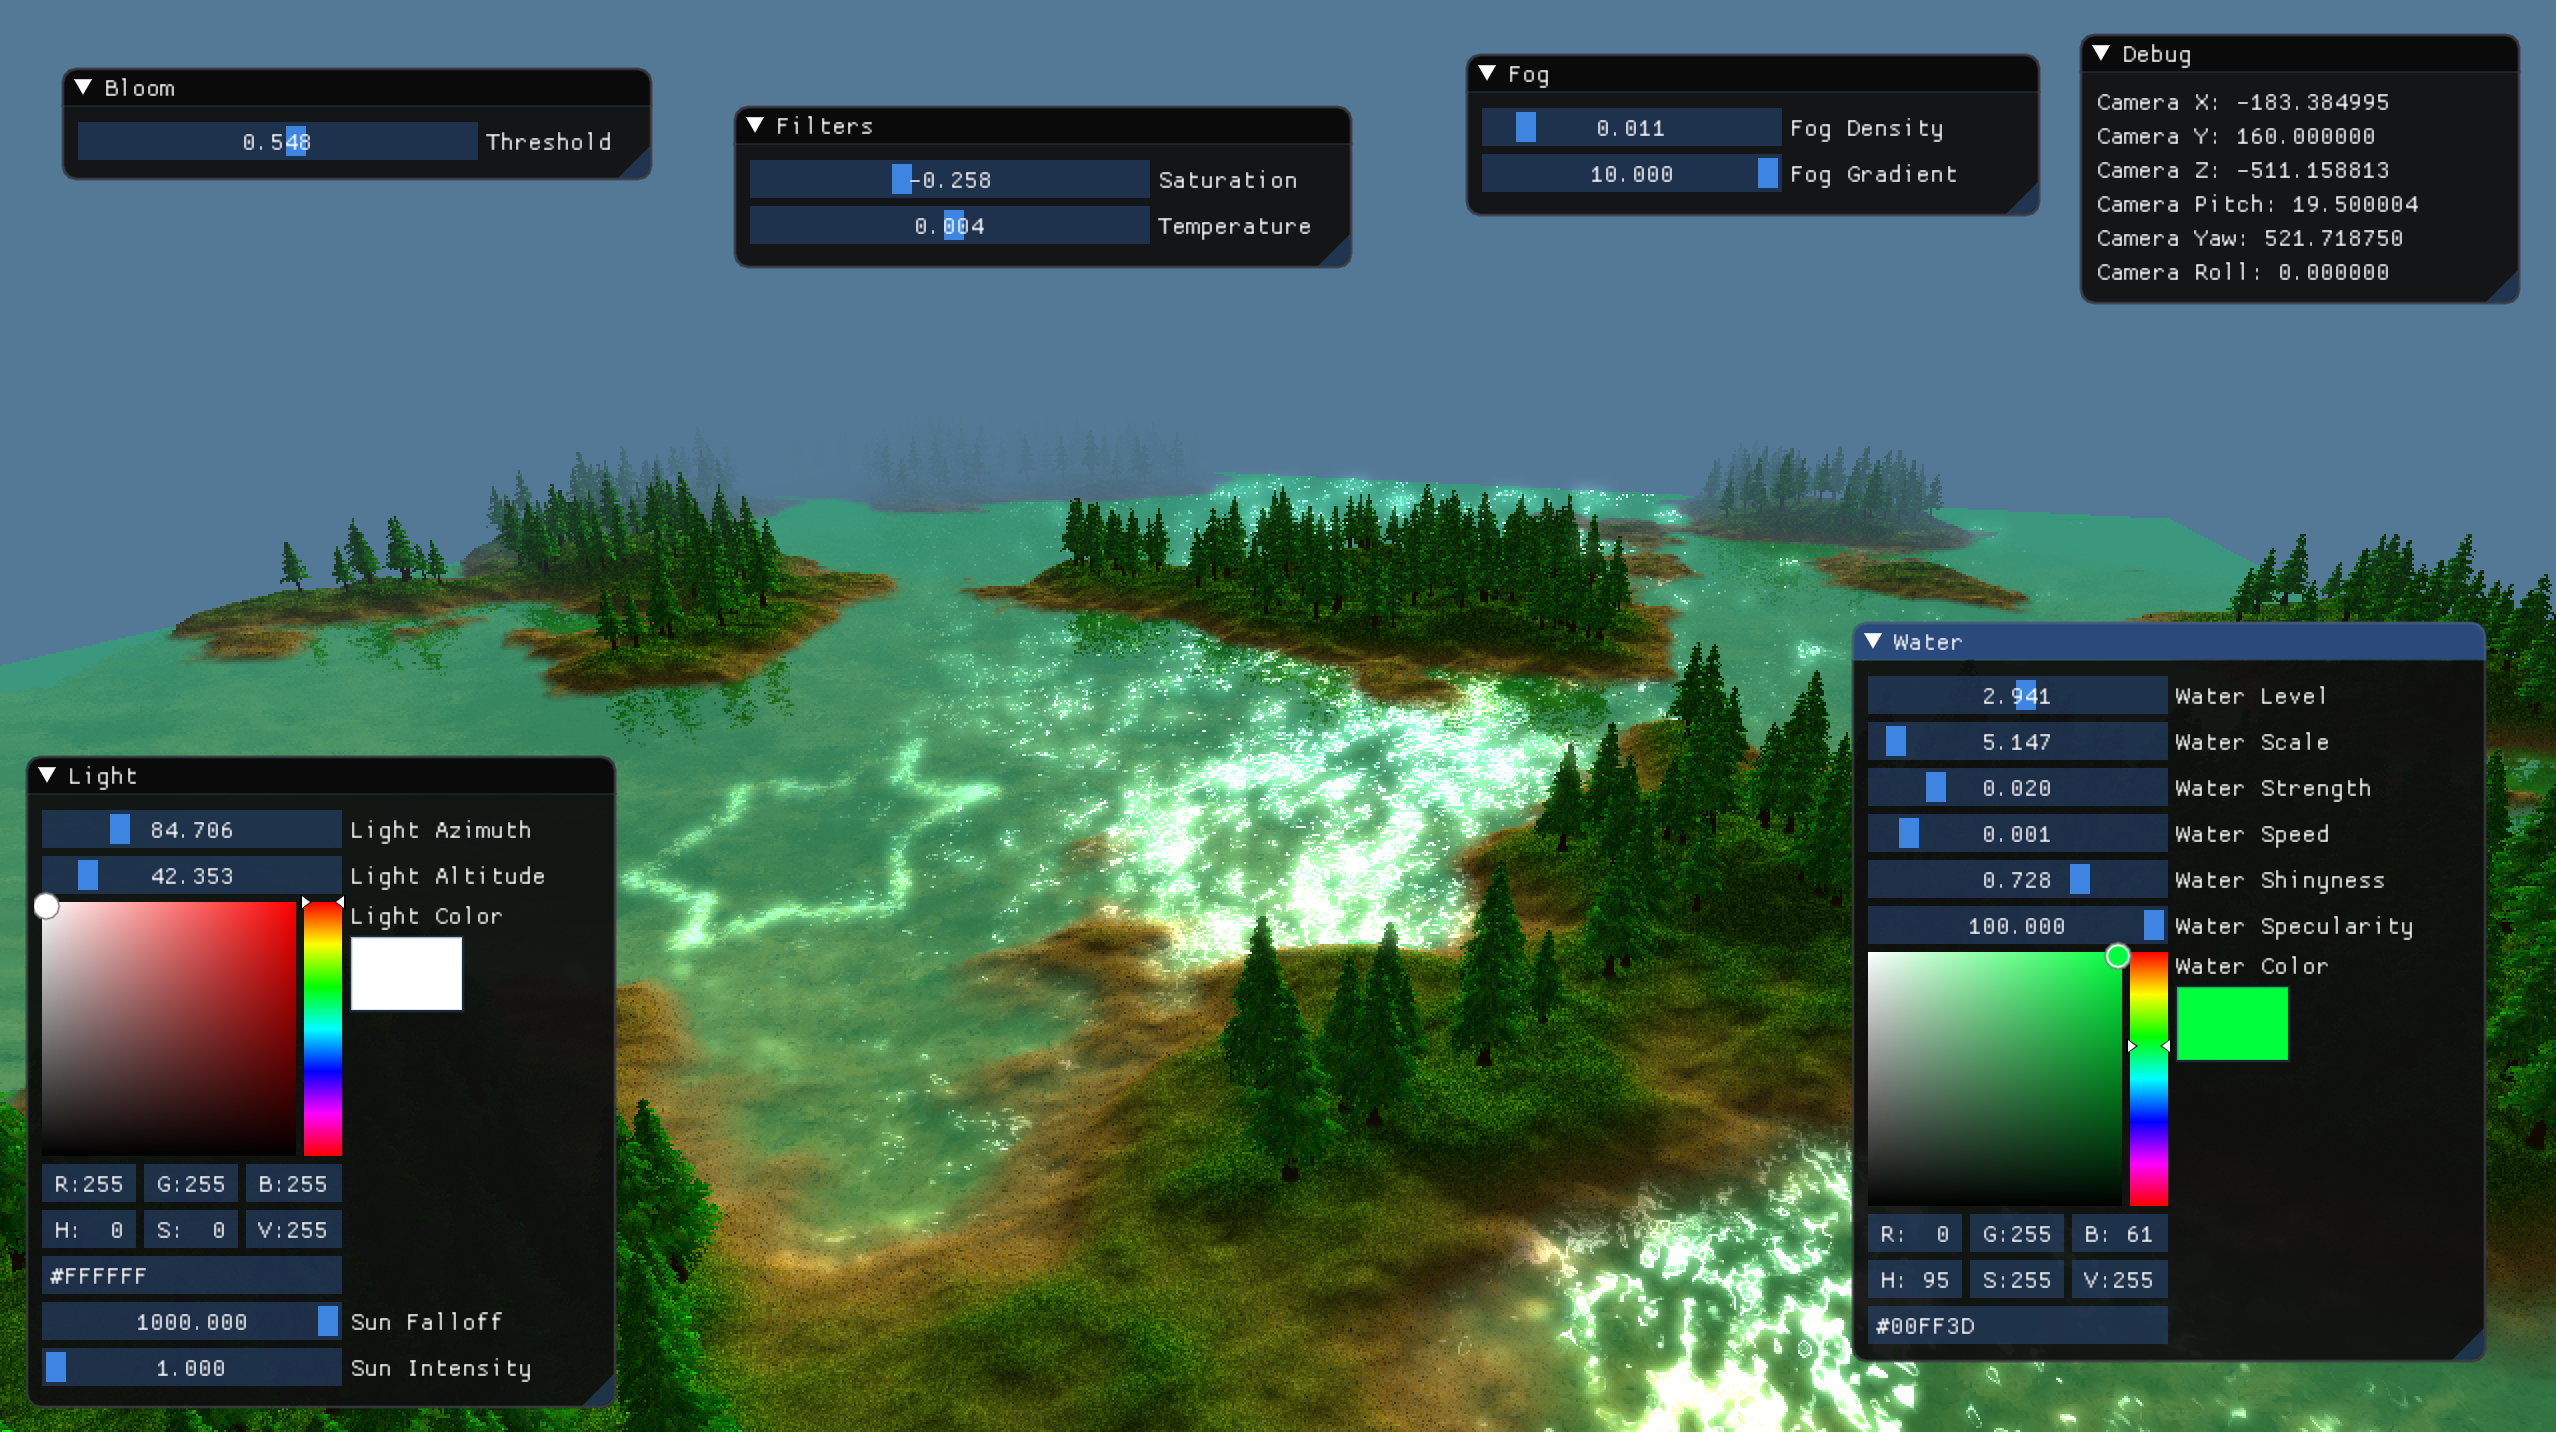 Bloom
0.548 Threshold
Filters
-0.258 Saturation
0.004 Temperature
Fog
0.011 Fog Density
10.000 Fog Gradient
Debug
Camera X: -183.384995
Camera Y: 160.000000
Camera Z: -511.158813
Camera Pitch: 19.500004
Camera Yaw: 521.718750
Camera Roll: 0.000000
Light
84.706 Light Azimuth
42.353 Light Altitude
Light Color
R:255 G:255 B:255
H: 0 S: 0 V:255
#FFFFFF
1000.000 Sun Falloff
1.000 Sun Intensity
Water
2.941 Water Level
5.147 Water Scale
0.020 Water Strength
0.001 Water Speed
0.728 Water Shinyness
100.000 Water Specularity
Water Color
R: 0 G:255 B: 61
H: 95 S:255 V:255
#00FF3D